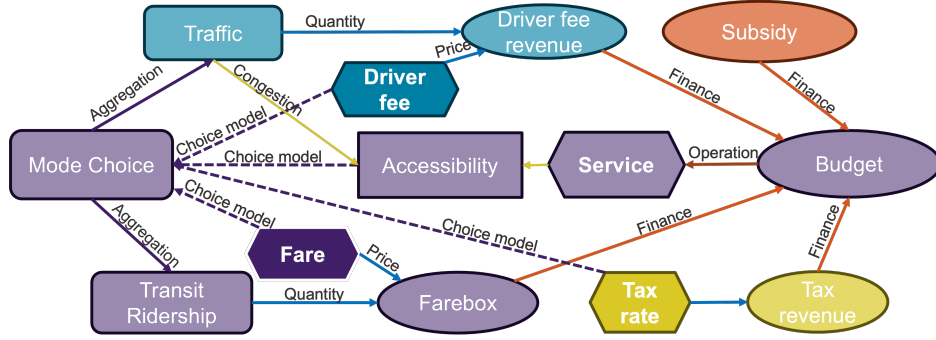 Traffic
Quantity
Driver fee
revenue
Subsidy
Price
Driver
fee
Aggregation
Congestion
Finance
Finance
Choice model
Mode Choice
Choice model
Accessibility
Service
Operation
Budget
Choice model
Aggregation
Fare
Price
Choice model
Finance
Finance
Transit
Ridership
Quantity
Farebox
Tax
rate
Tax
revenue